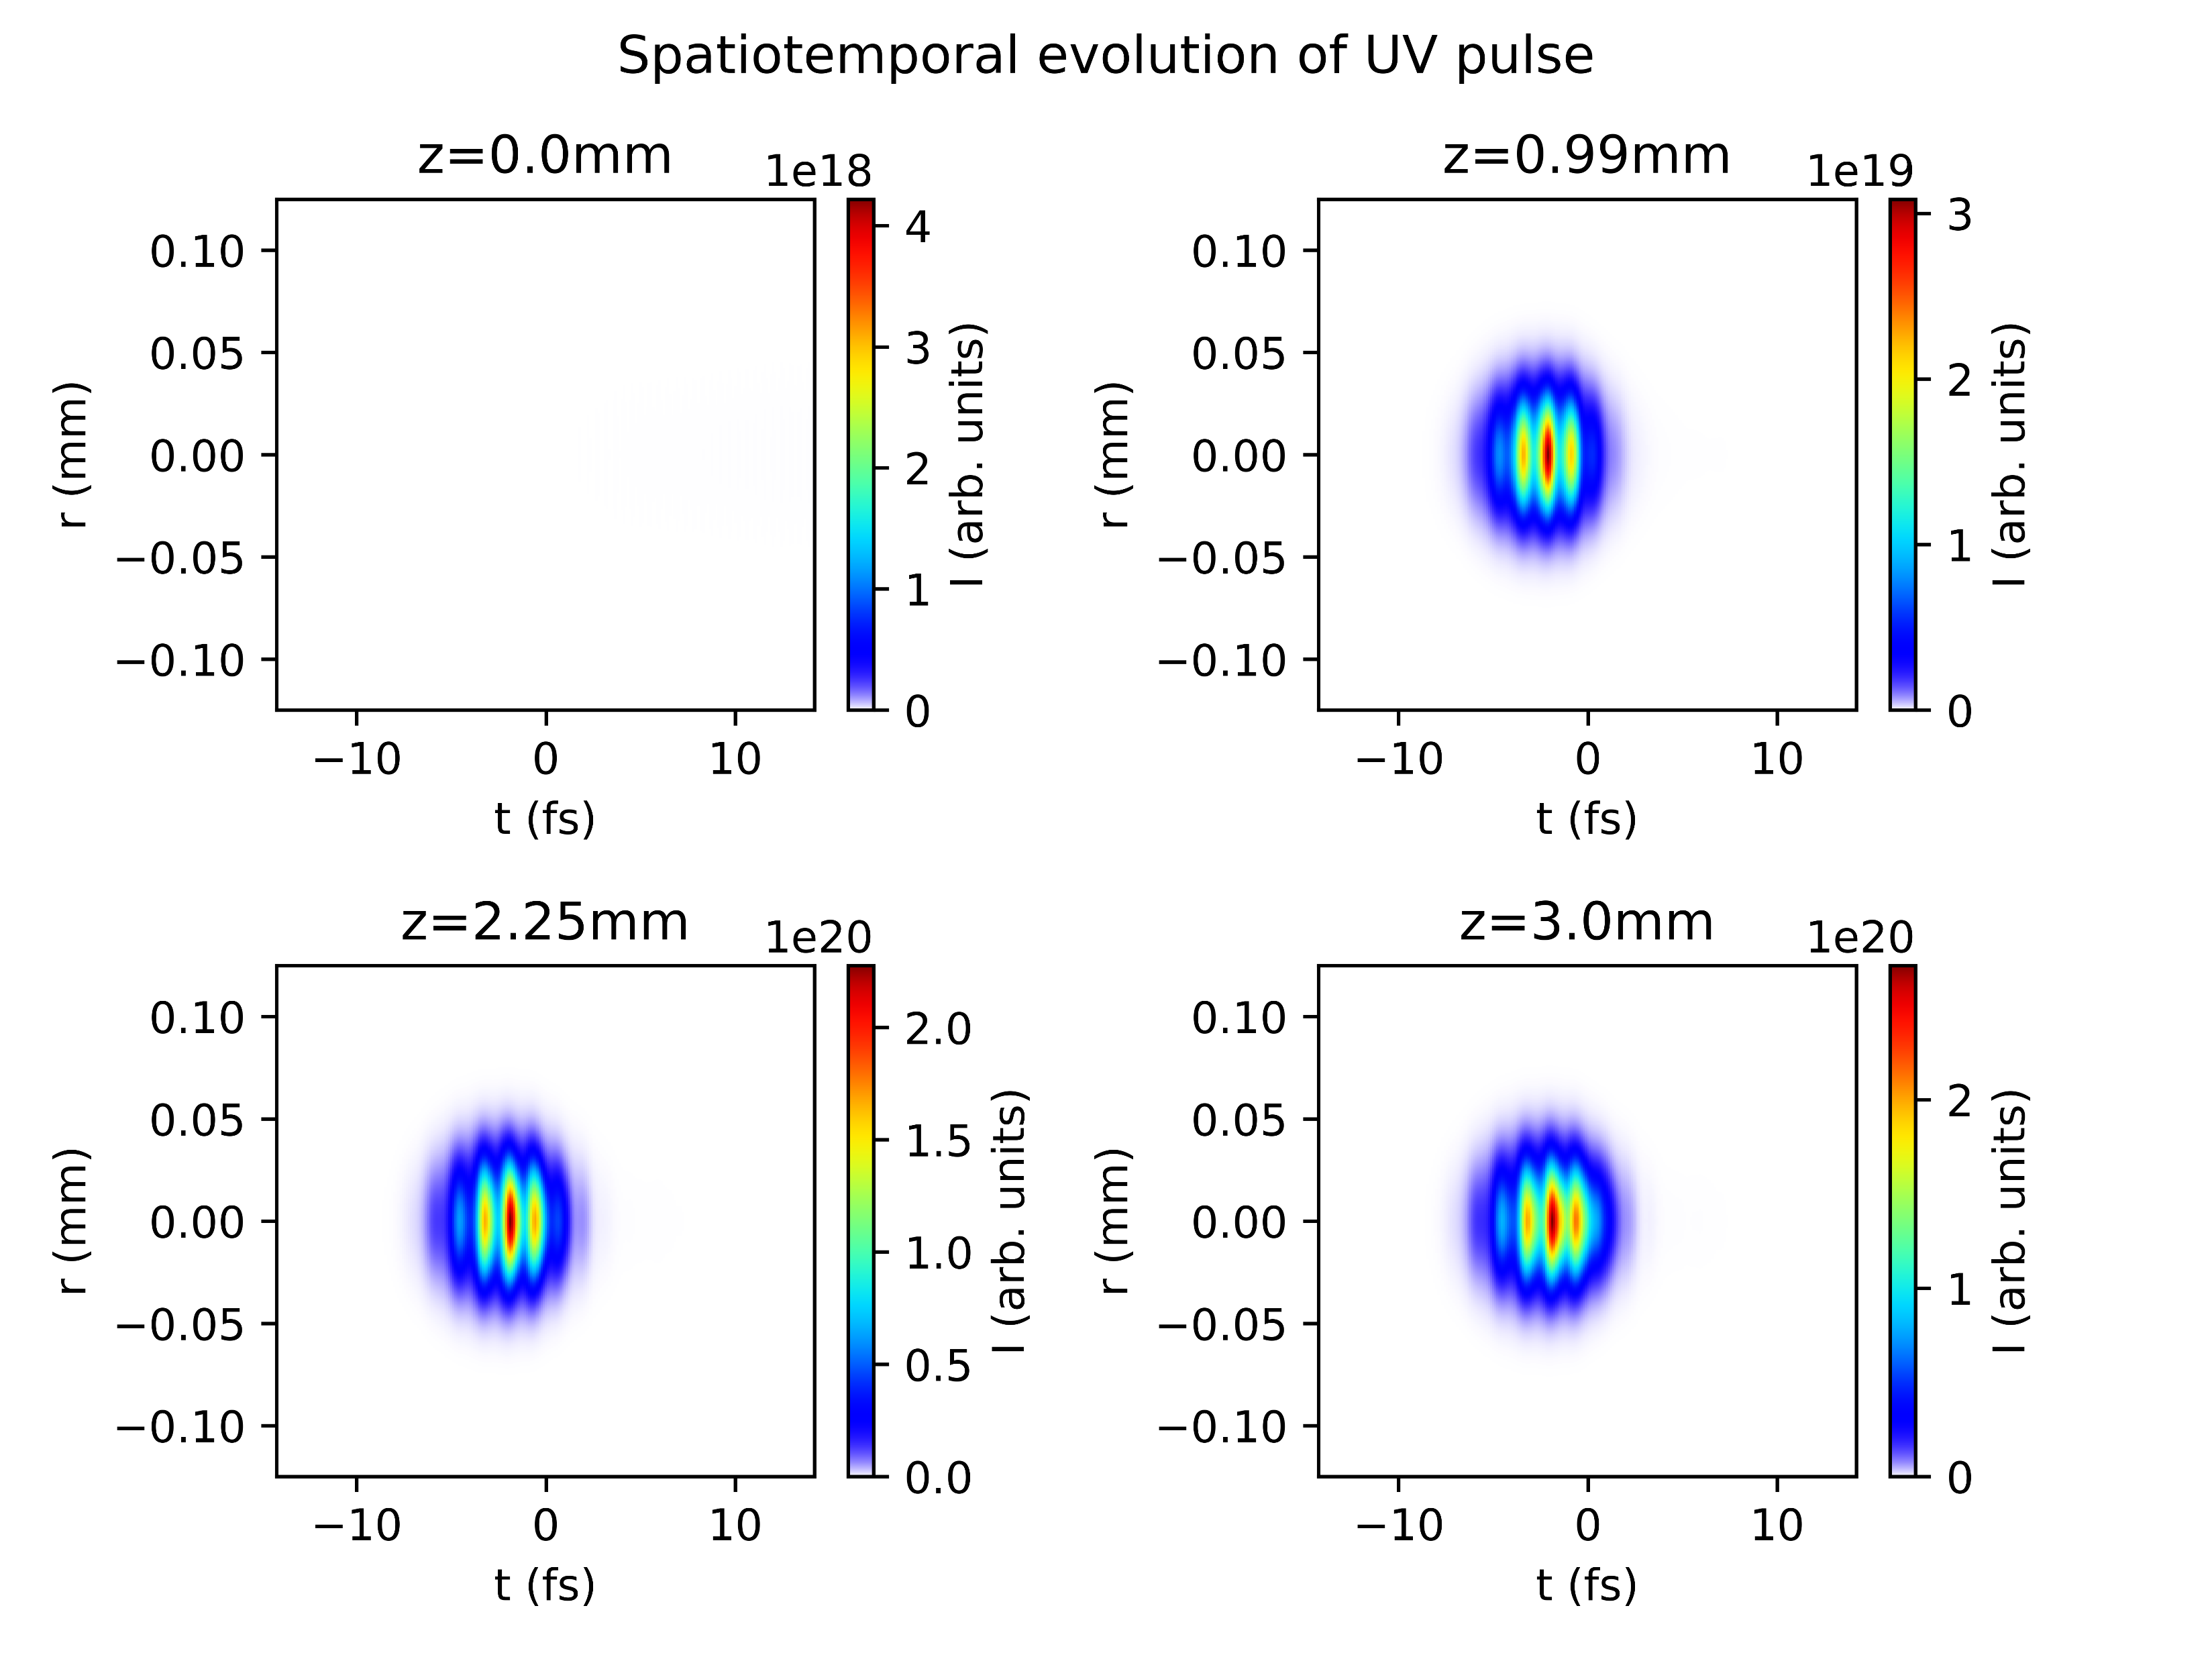 Spatiotemporal evolution of UV pulse
z=0.0mm
1e18
0.10
0.05
0.00
−0.05
−0.10
r (mm)
−10 0 10
t (fs)
4
3
2
1
0
I (arb. units)
z=0.99mm
1e19
0.10
0.05
0.00
−0.05
−0.10
r (mm)
−10 0 10
t (fs)
3
2
1
0
I (arb. units)
z=2.25mm
1e20
0.10
0.05
0.00
−0.05
−0.10
r (mm)
−10 0 10
t (fs)
2.0
1.5
1.0
0.5
0.0
I (arb. units)
z=3.0mm
1e20
0.10
0.05
0.00
−0.05
−0.10
r (mm)
−10 0 10
t (fs)
2
1
0
I (arb. units)